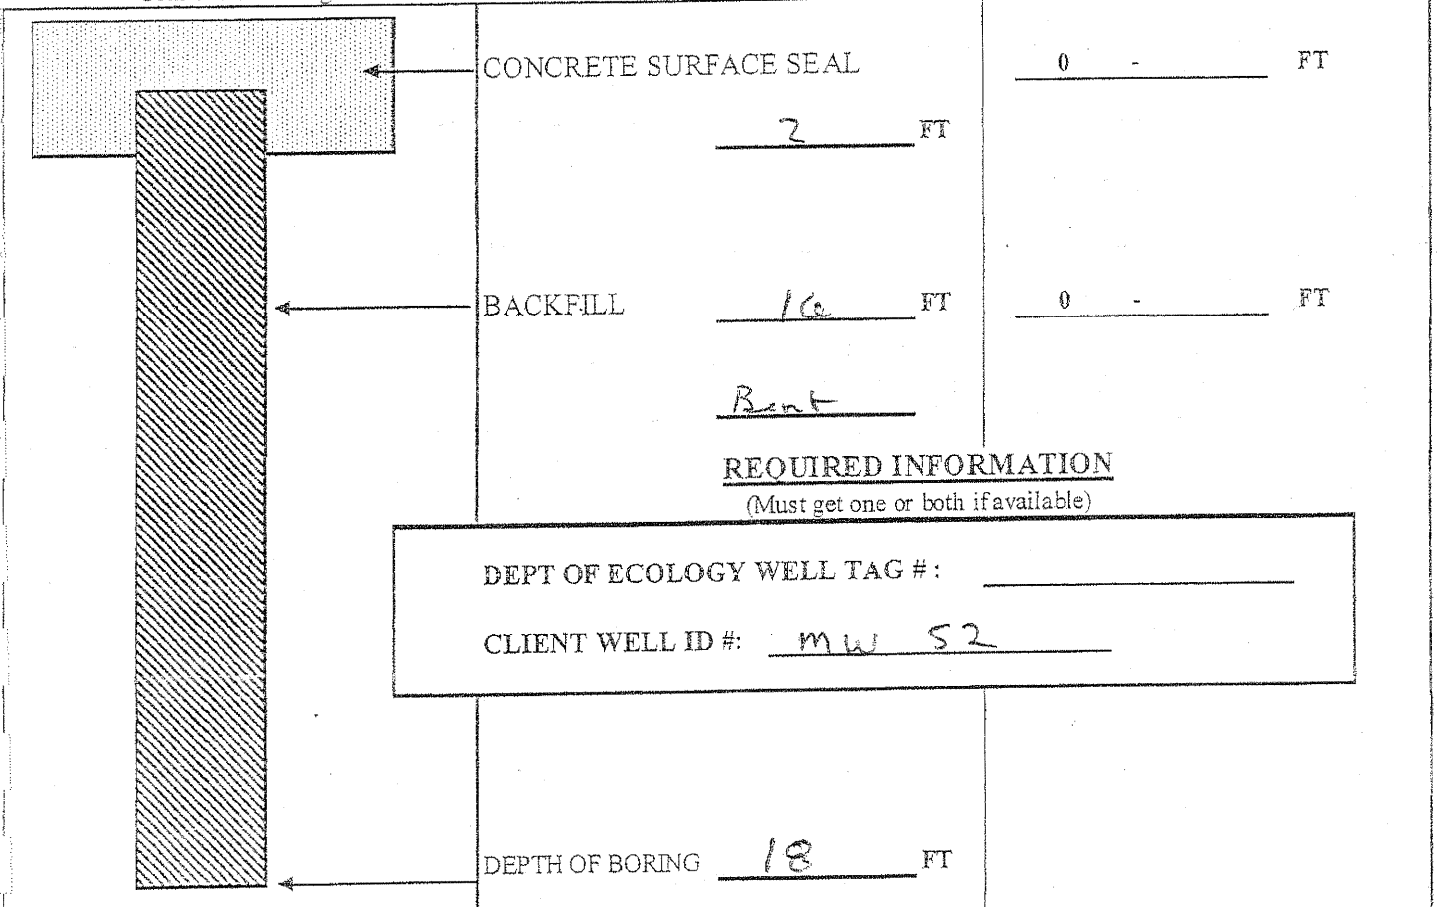 CONCRETE SURFACE SEAL 0 - FT
2 FT
BACKFILL 16 FT 0 - FT
Bent
REQUIRED INFORMATION
(Must get one or both if available)
DEPT OF ECOLOGY WELL TAG #:
CLIENT WELL ID #: MW 52
DEPTH OF BORING 18 FT